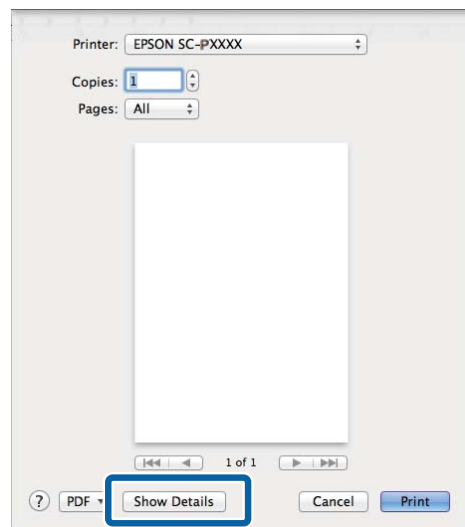 Printer: EPSON SC-PXXXX
Copies: 1
Pages: All
1 of 1
? PDF Show Details Cancel Print